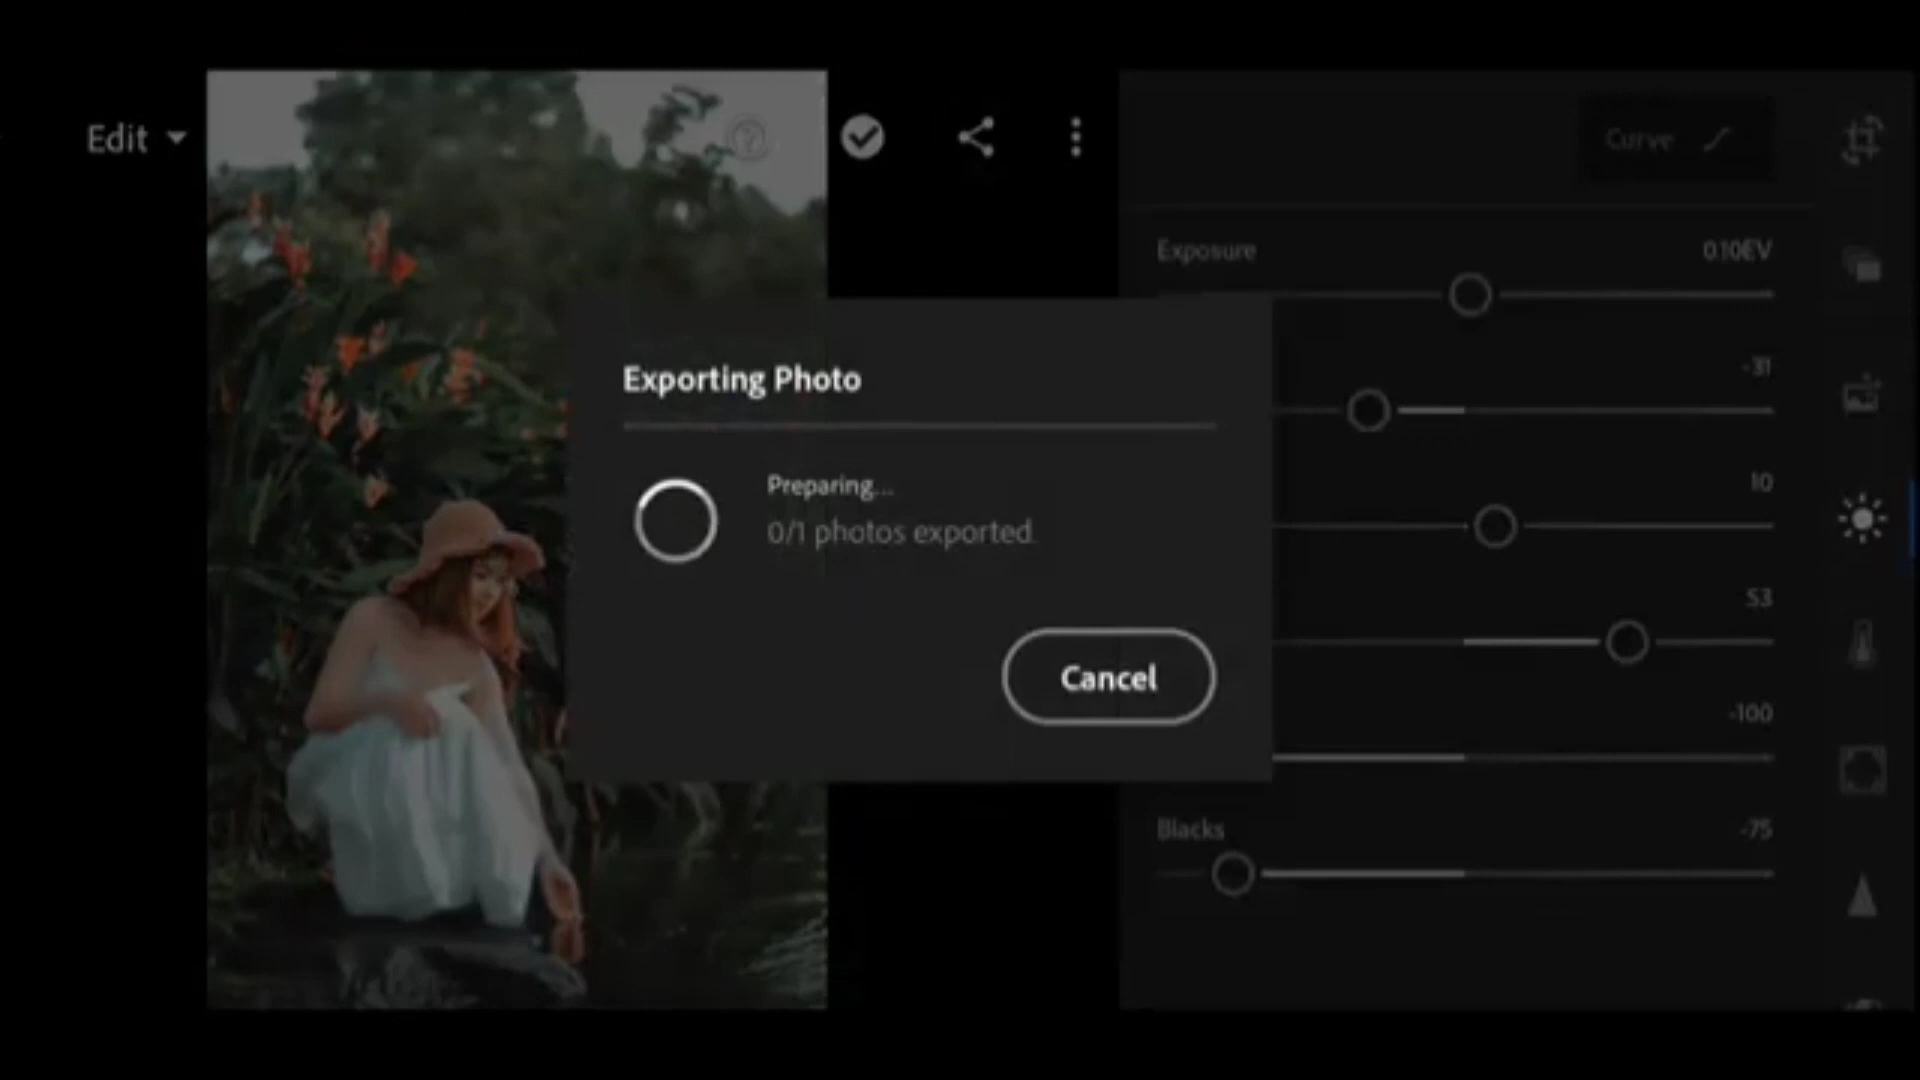 Edit
Curve
Exposure
0.10EV
-31
10
53
-100
Blacks
-75
Exporting Photo
Preparing...
0/1 photos exported.
Cancel